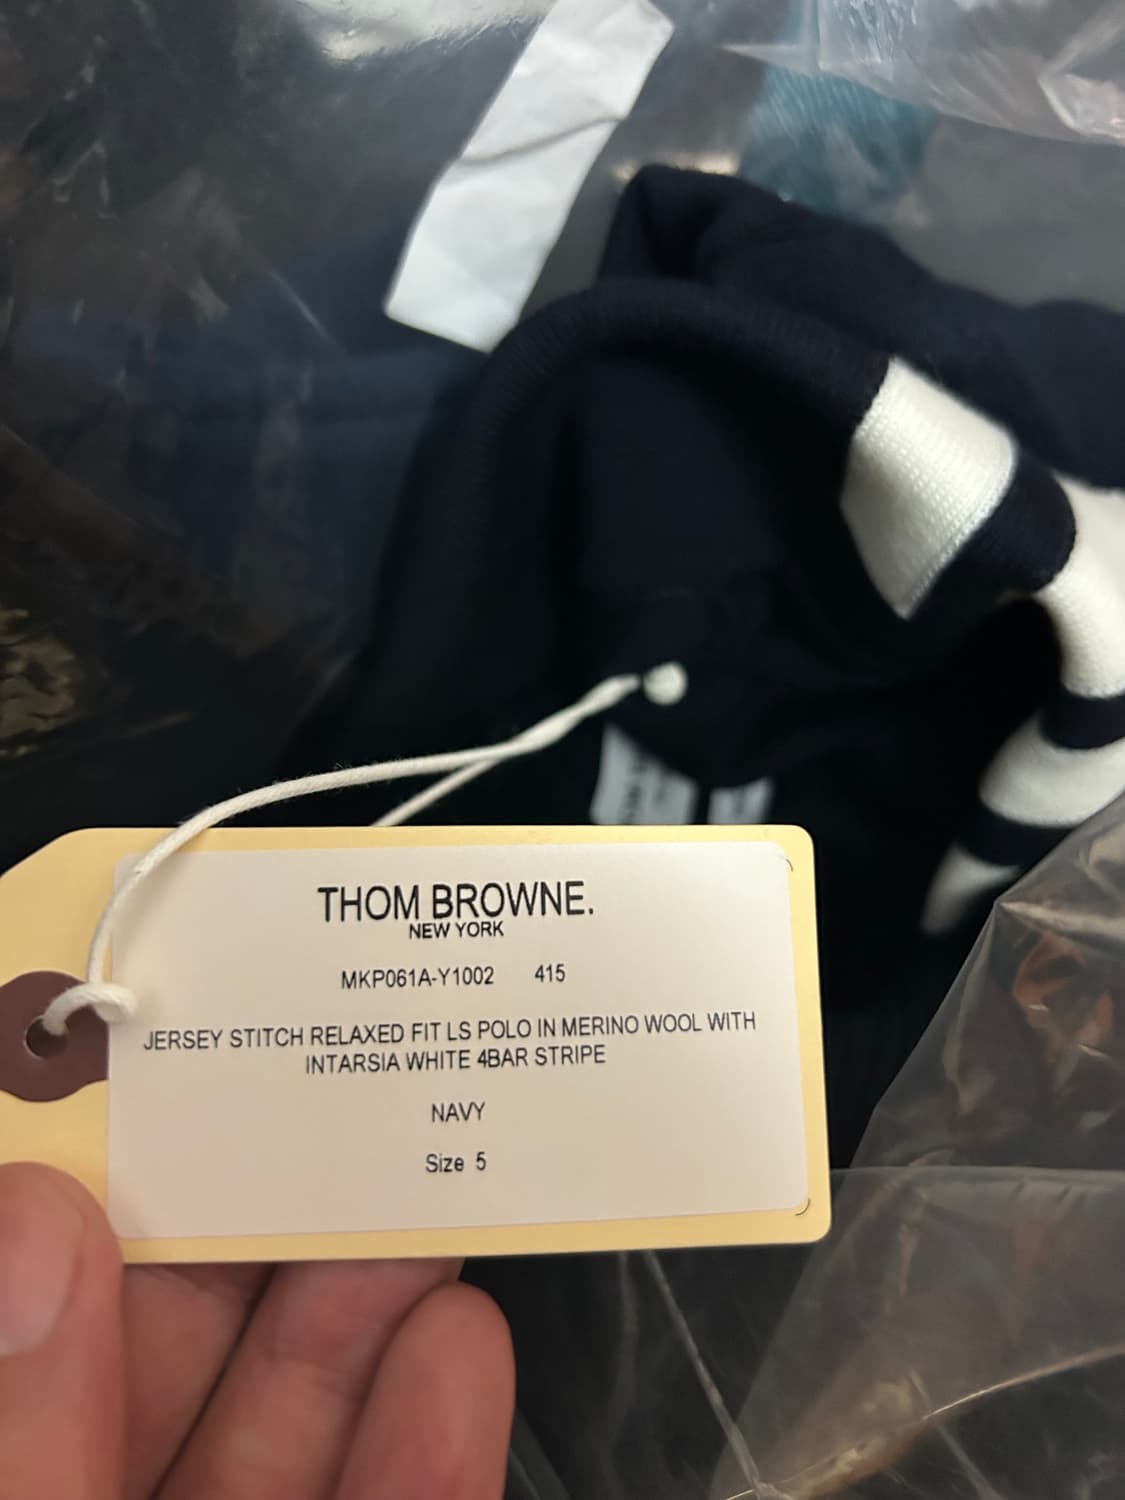 THOM BROWNE.
NEW YORK
MKP061A-Y1002 415
JERSEY STITCH RELAXED FIT LS POLO IN MERINO WOOL WITH
INTARSIA WHITE 4BAR STRIPE
NAVY
Size 5